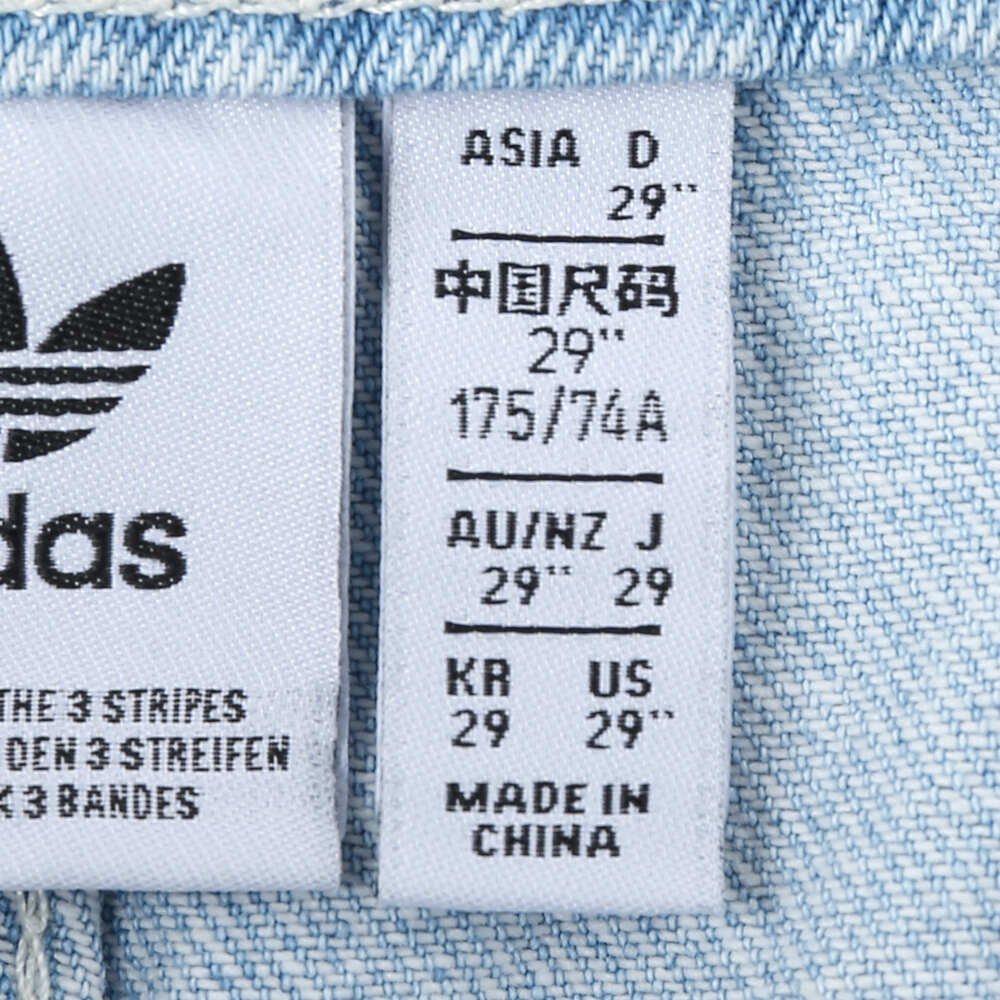 das
THE 3 STRIPES
DEN 3 STREIFEN
3 BANDES
ASIA D
29"
中国尺码
29"
175/74A
AU/NZ J
29" 29
KR US
29 29"
MADE IN
CHINA